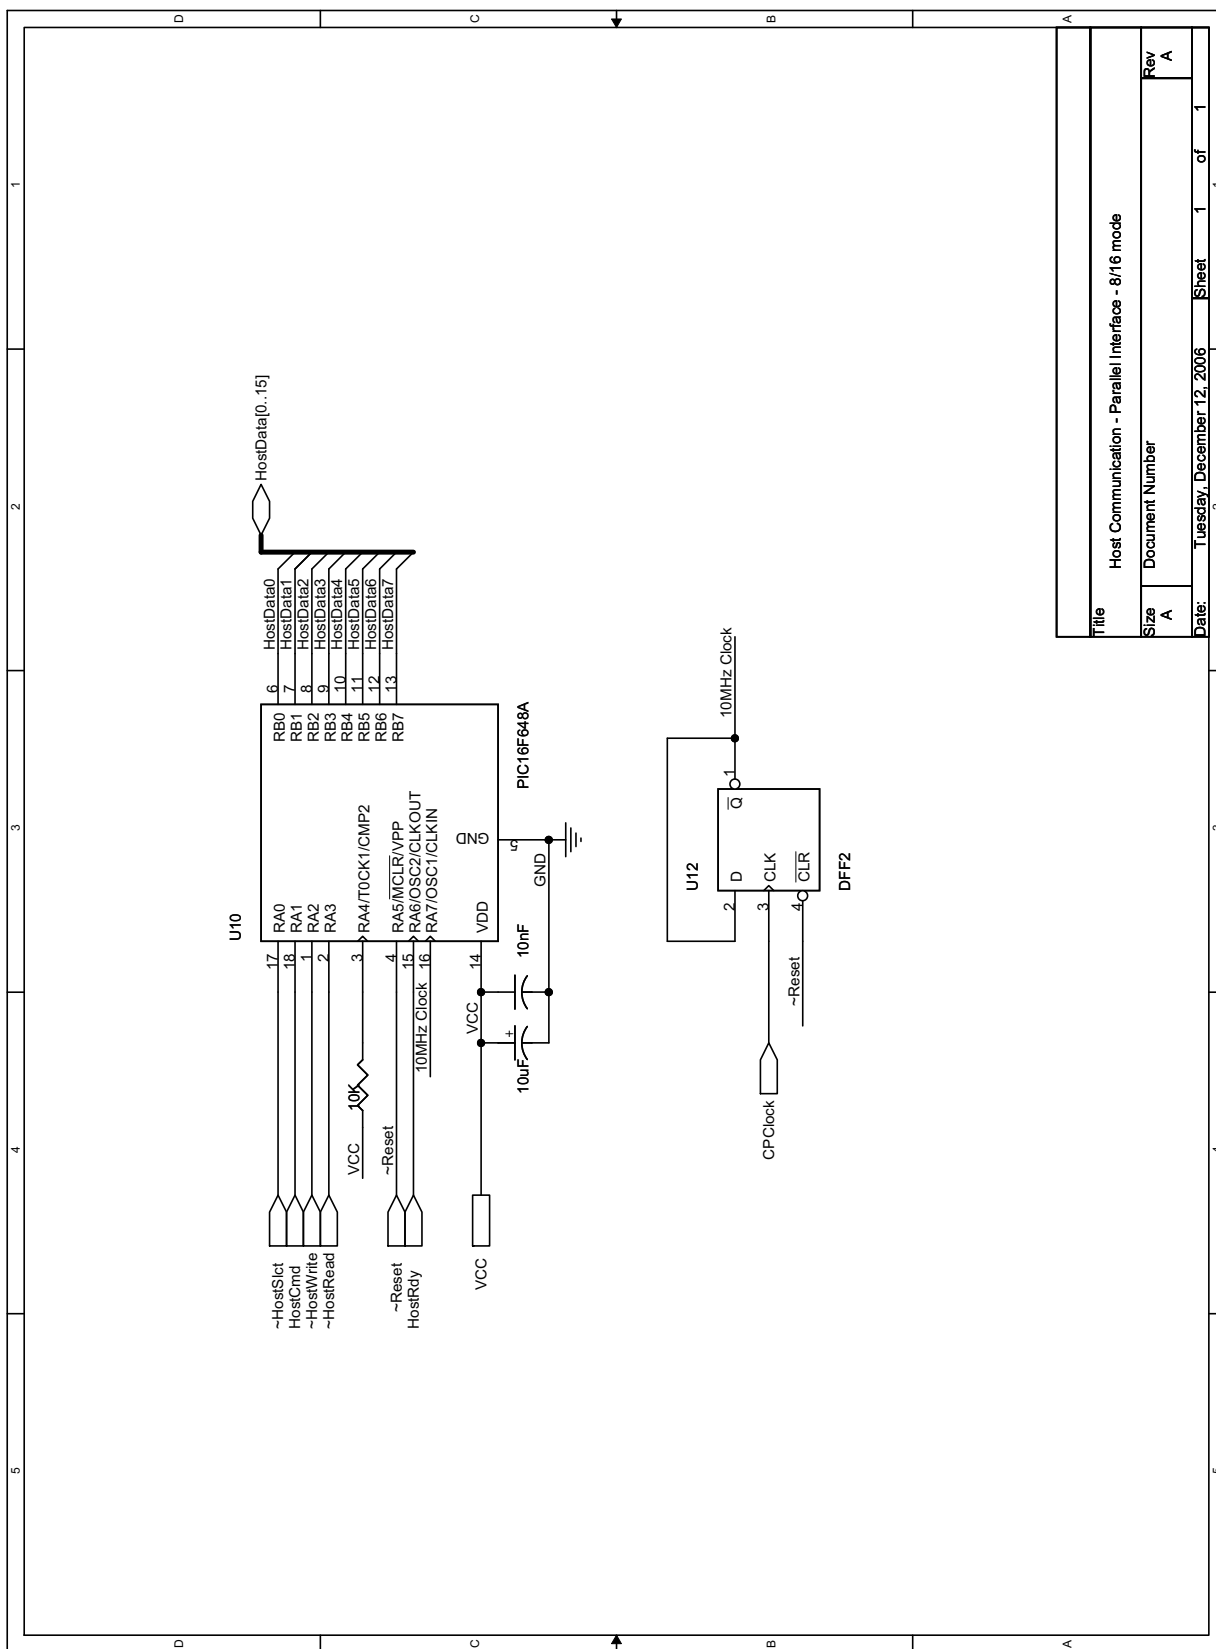 5
4
3
2
1
D
D
U10
~HostSlct
17
RA0
RB0
6
HostData0
HostCmd
18
RA1
RB1
7
HostData1
~HostWrite
1
RA2
RB2
8
HostData2
~HostRead
2
RA3
RB3
9
HostData3
RB4
10
HostData4
RB5
11
HostData5
RB6
12
HostData6
RB7
13
HostData7
HostData[0..15]
VCC
10K
3
RA4/T0CK1/CMP2
~Reset
~Reset
4
RA5/MCLR/VPP
HostRdy
15
RA6/OSC2/CLKOUT
10MHz Clock
16
RA7/OSC1/CLKIN
VCC
VCC
14
VDD
GND
5
PIC16F648A
C
C
10uF
+
10nF
GND
U12
2
D
Q
1
10MHz Clock
CPClock
3
CLK
~Reset
4
CLR
DFF2
B
B
A
A
Title
Host Communication - Parallel Interface - 8/16 mode
Size
Document Number
Rev
A
A
Date:
Tuesday, December 12, 2006
Sheet
1
of
1